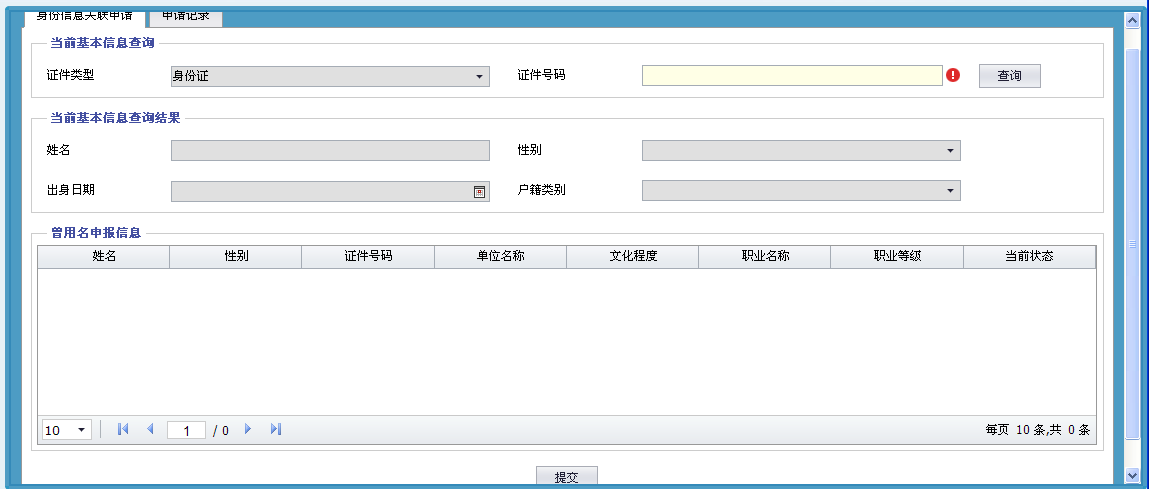 身份信息关联申请 申请记录
当前基本信息查询
证件类型 身份证 证件号码 查询
当前基本信息查询结果
姓名 性别
出身日期 户籍类别
曾用名申报信息
姓名 性别 证件号码 单位名称 文化程度 职业名称 职业等级 当前状态
10 1 / 0 每页 10 条,共 0 条
提交